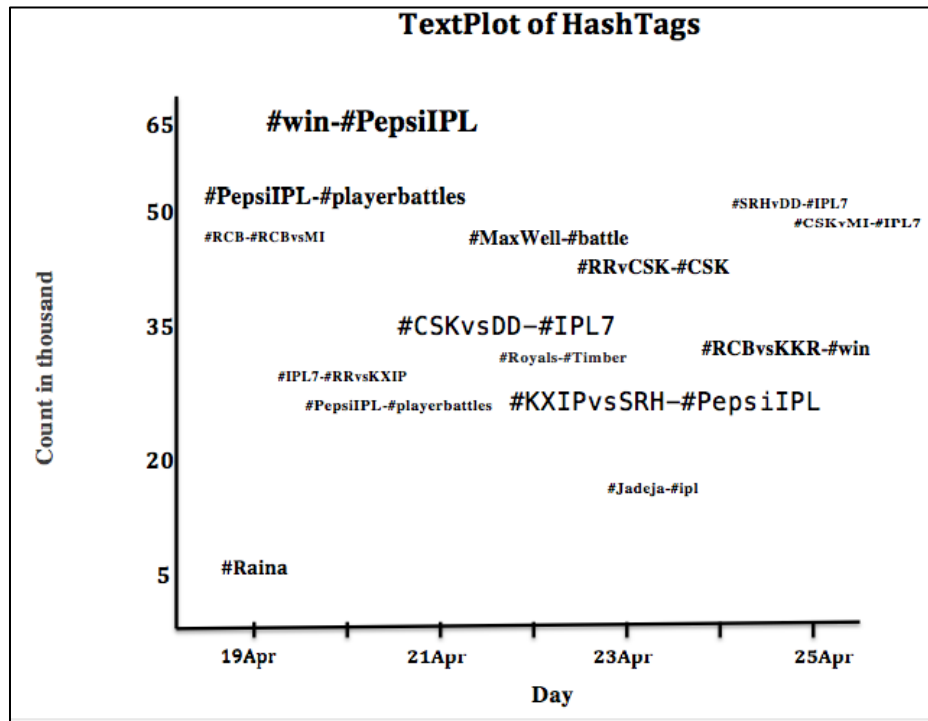 TextPlot of HashTags
65
#win-#PepsiIPL
#PepsiIPL-#playerbattles
50
#SRHvDD-#IPL7
#CSKvMI-#IPL7
#RCB-#RCBvsMI
#MaxWell-#battle
#RRvCSK-#CSK
35
#CSKvsDD-#IPL7
#RCBvsKKR-#win
#Royals-#Timber
#IPL7-#RRvsKXIP
#PepsiIPL-#playerbattles
#KXIPvsSRH-#PepsiIPL
20
#Jadeja-#ipl
5
#Raina
Count in thousand
19Apr 21Apr 23Apr 25Apr
Day